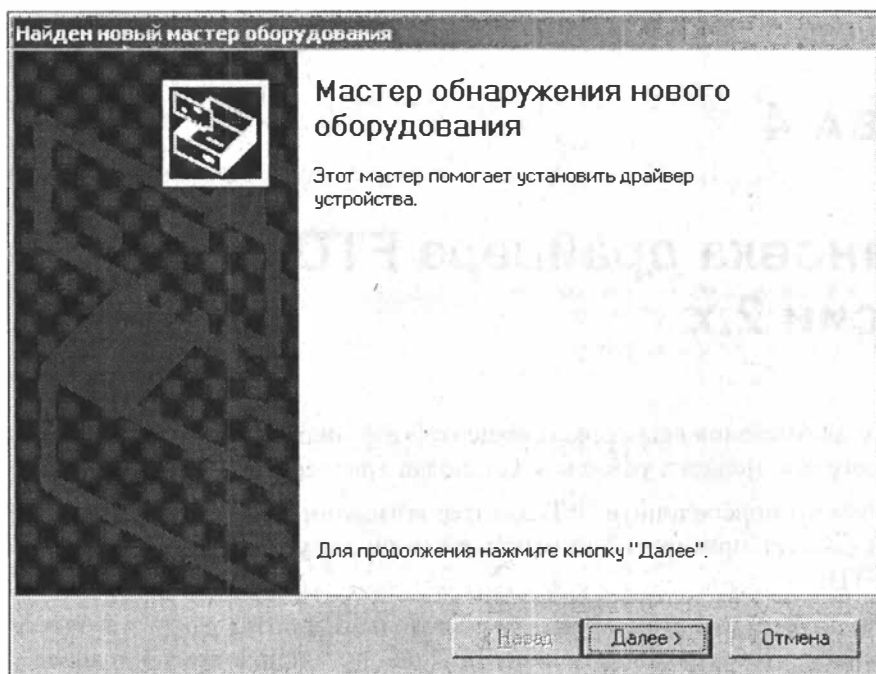 Найден новый мастер оборудования
Мастер обнаружения нового
оборудования
Этот мастер помогает установить драйвер
устройства.
Для продолжения нажмите кнопку "Далее".
< Назад
Далее >
Отмена